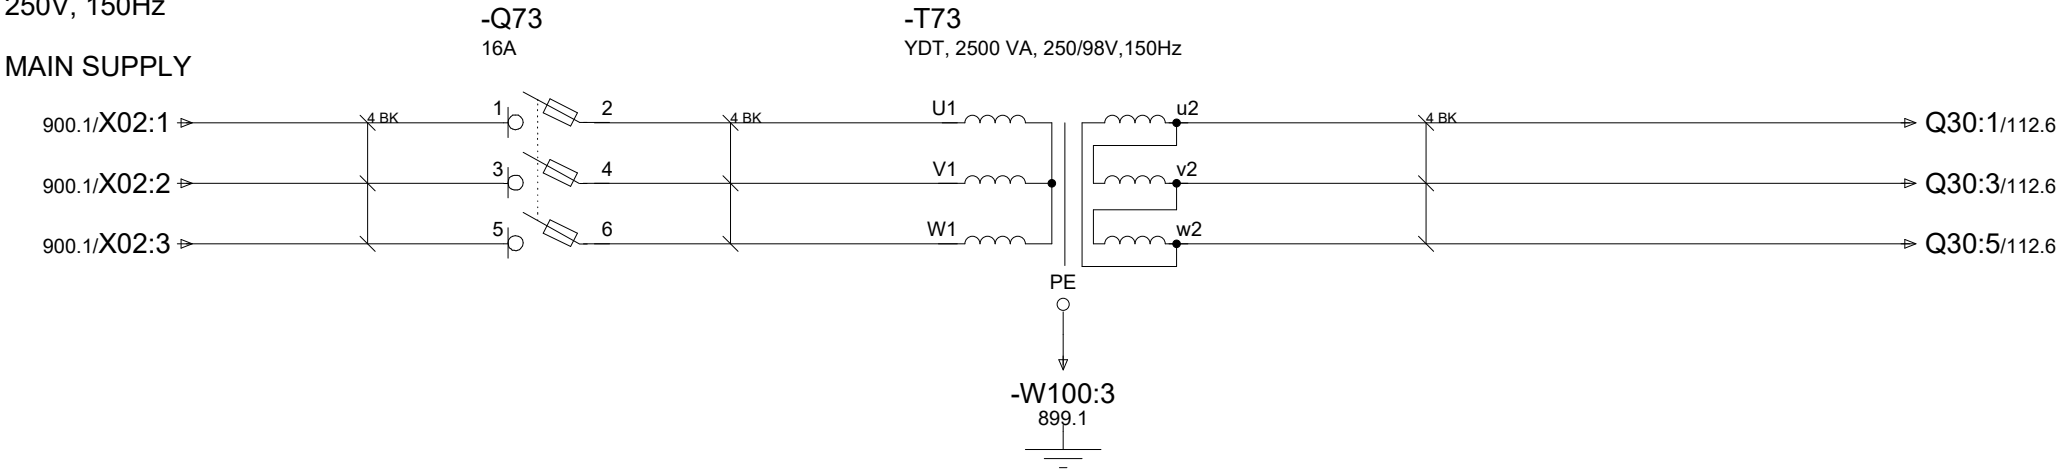 250V, 150Hz
-Q73
16A
-T73
YDT, 2500 VA, 250/98V,150Hz
MAIN SUPPLY
900.1/X02:1 4 BK 1 2 4 BK U1 u2 4 BK Q30:1/112.6
900.1/X02:2 3 4 V1 v2 Q30:3/112.6
900.1/X02:3 5 6 W1 w2 Q30:5/112.6
PE
-W100:3
899.1